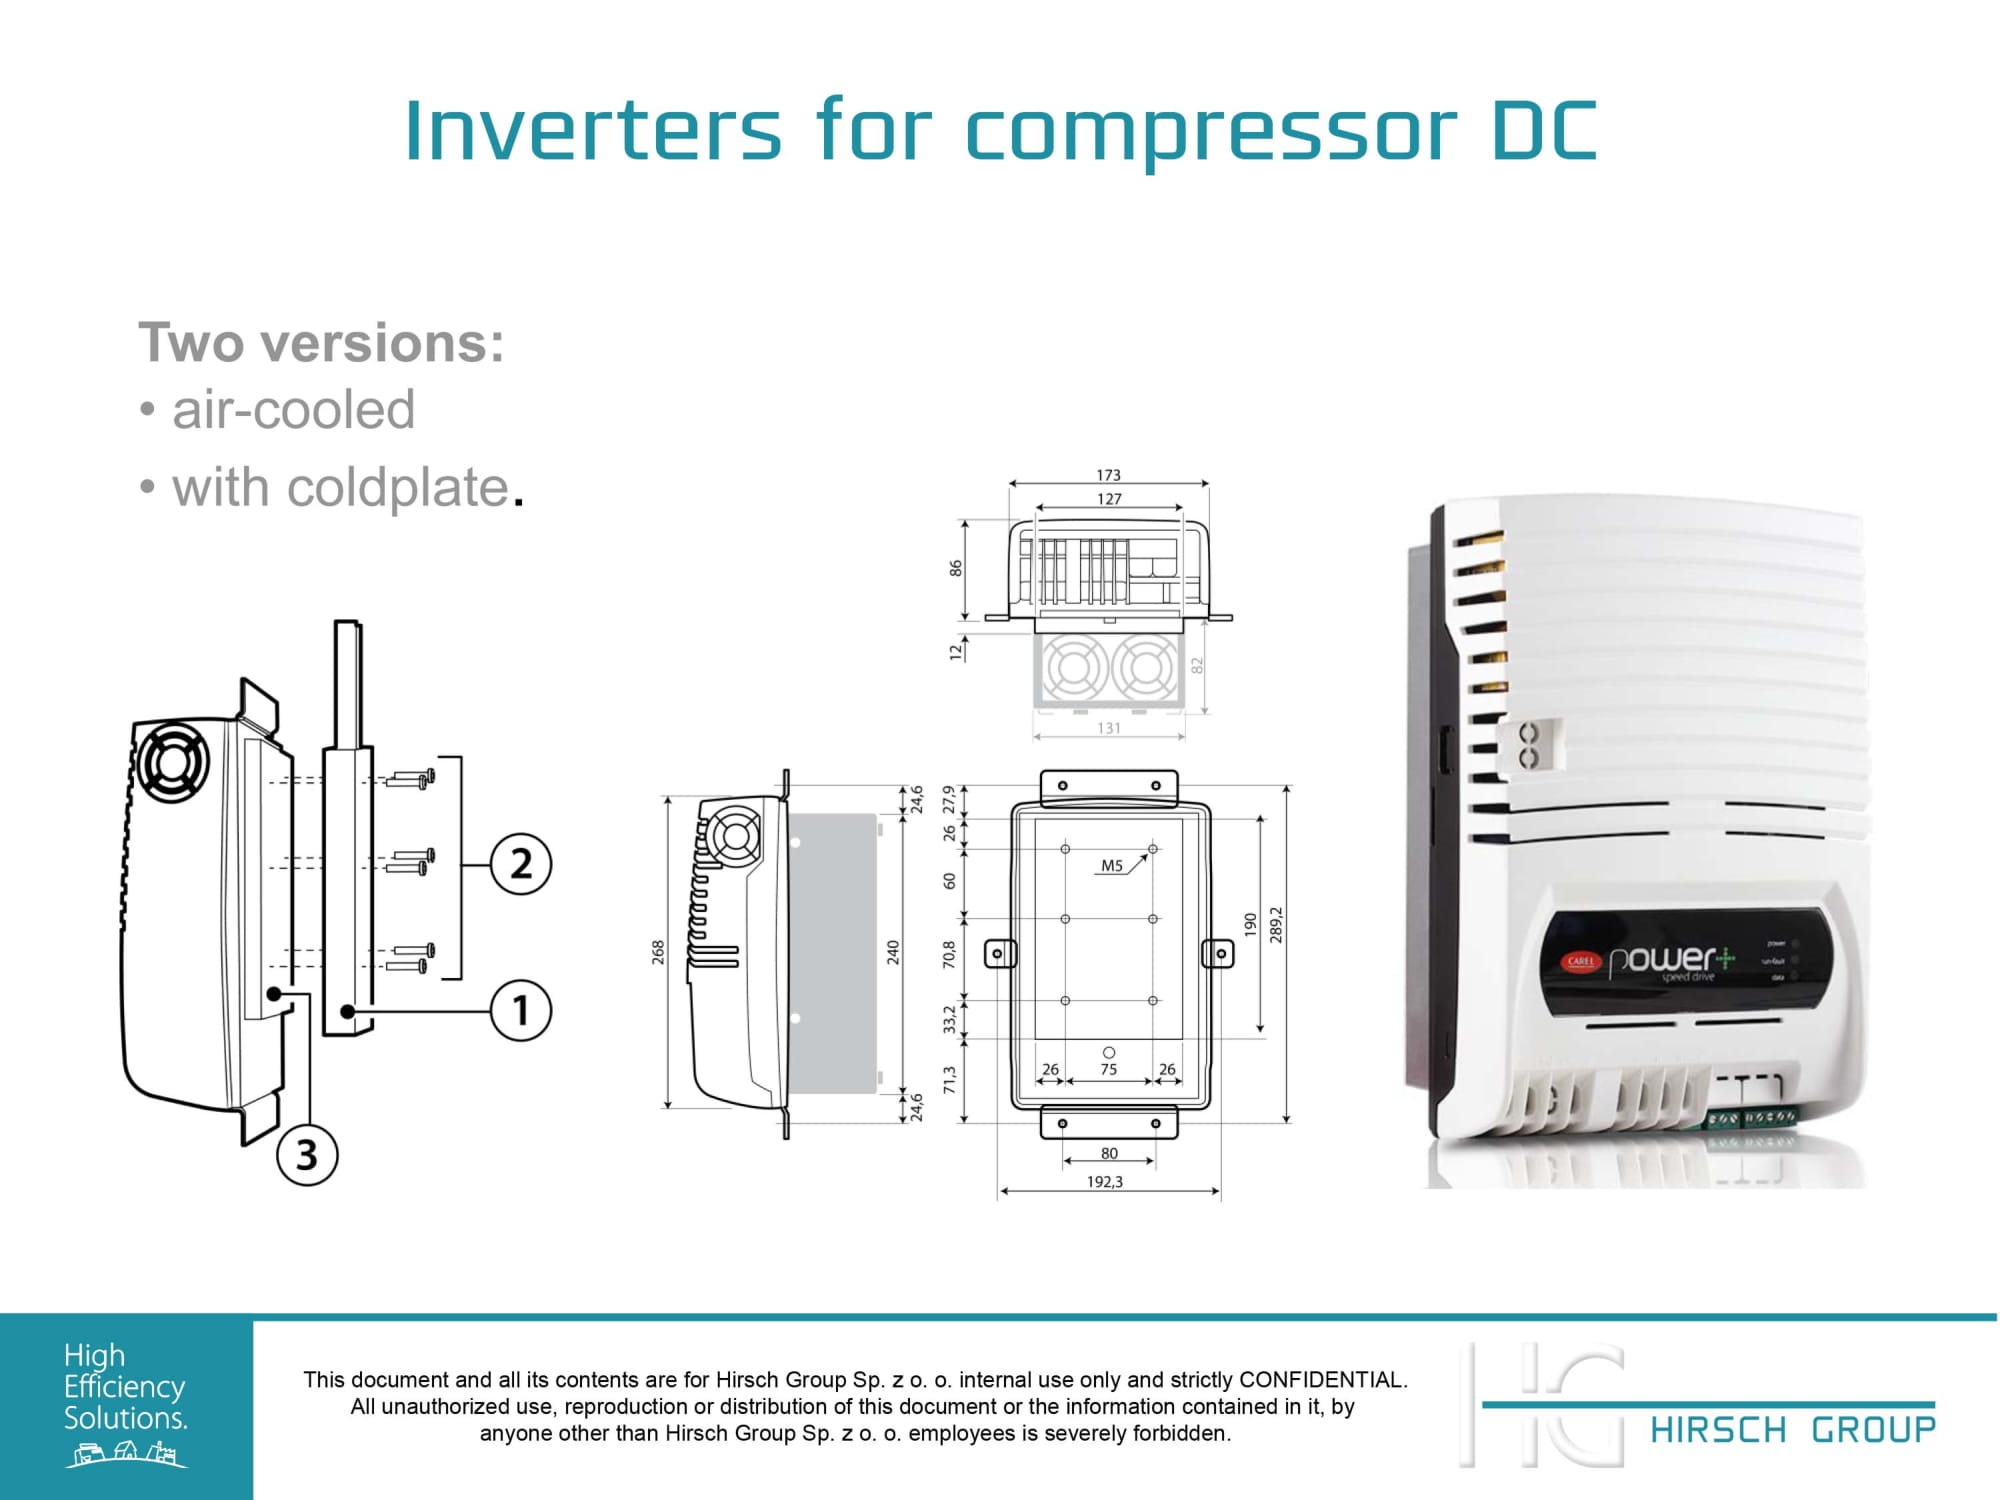 Inverters for compressor DC
Two versions:
• air-cooled
• with coldplate.
2
1
3
173
127
86
12
82
131
268
24,6
240
24,6
27,9
26
60
70,8
33,2
71,3
M5
190
289,2
26 75 26
80
192,3
CAREL
power+
speed drive
power
run-fault
data
High
Efficiency
Solutions.
This document and all its contents are for Hirsch Group Sp. z o. o. internal use only and strictly CONFIDENTIAL.
All unauthorized use, reproduction or distribution of this document or the information contained in it, by
anyone other than Hirsch Group Sp. z o. o. employees is severely forbidden.
HG
HIRSCH GROUP